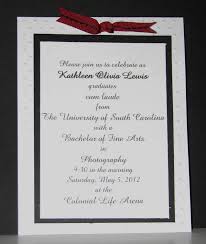 Please join us to celebrate as
Kathleen Olivia Lewis
graduates
cum laude
from
The University of South Carolina
with a
Bachelor of Fine Arts
in
Photography
4:30 in the morning
Saturday, May 5, 2012
at the
Colonial Life Arena